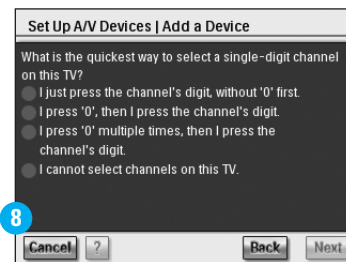 Set Up A/V Devices | Add a Device
What is the quickest way to select a single-digit channel
on this TV?
I just press the channel's digit, without '0' first.
I press '0', then I press the channel's digit.
I press '0' multiple times, then I press the
channel's digit.
I cannot select channels on this TV.
8
Cancel ? Back Next